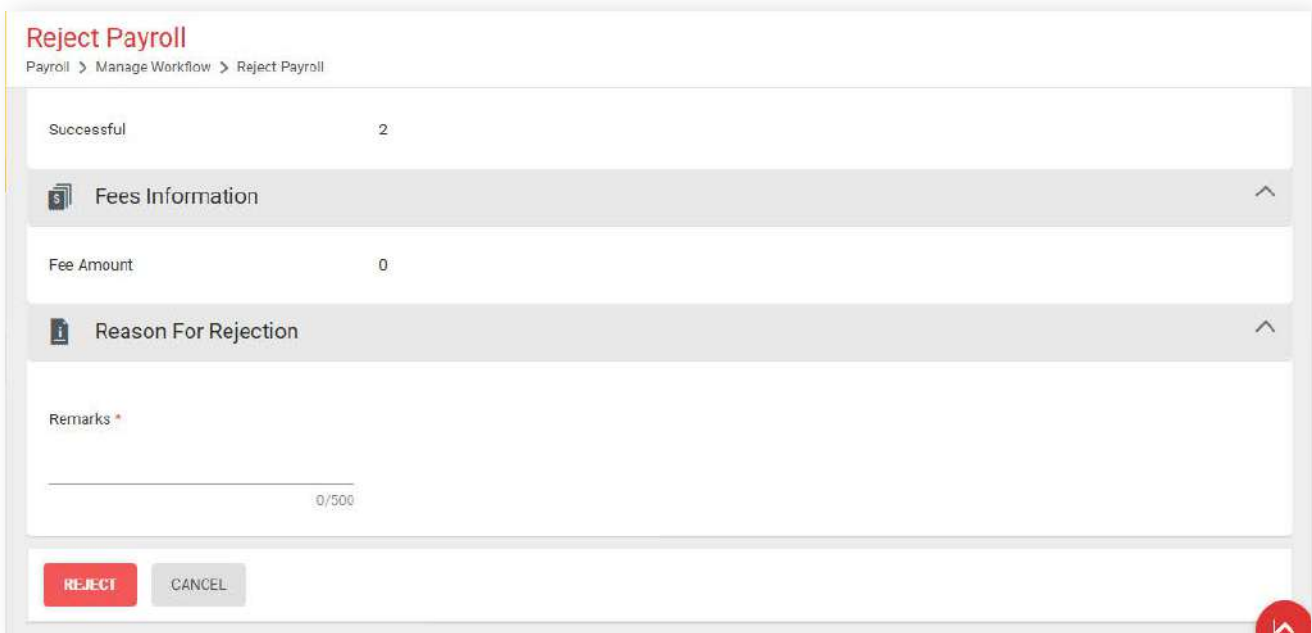 Reject Payroll
Payroll > Manage Workflow > Reject Payroll
Successful 2
Fees Information
Fee Amount 0
Reason For Rejection
Remarks *
0/500
REJECT CANCEL